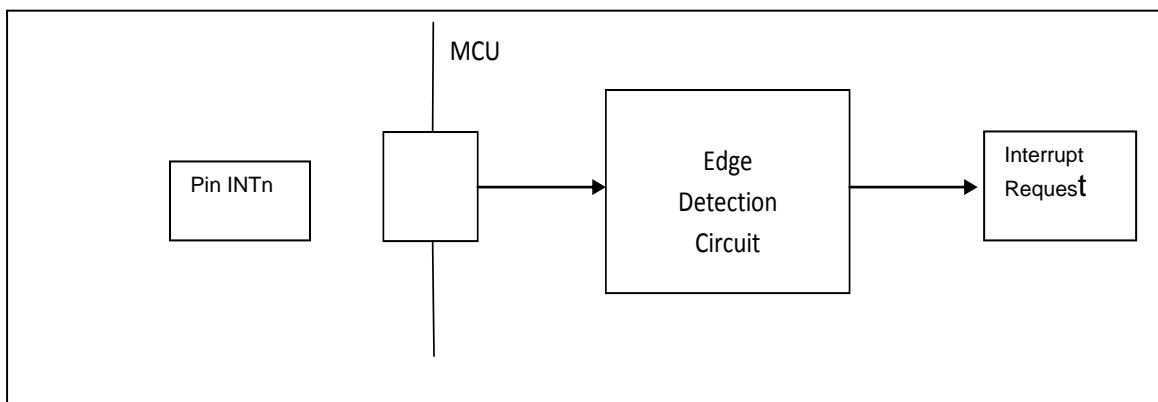 MCU
Pin INTn
Edge
Detection
Circuit
Interrupt
Request